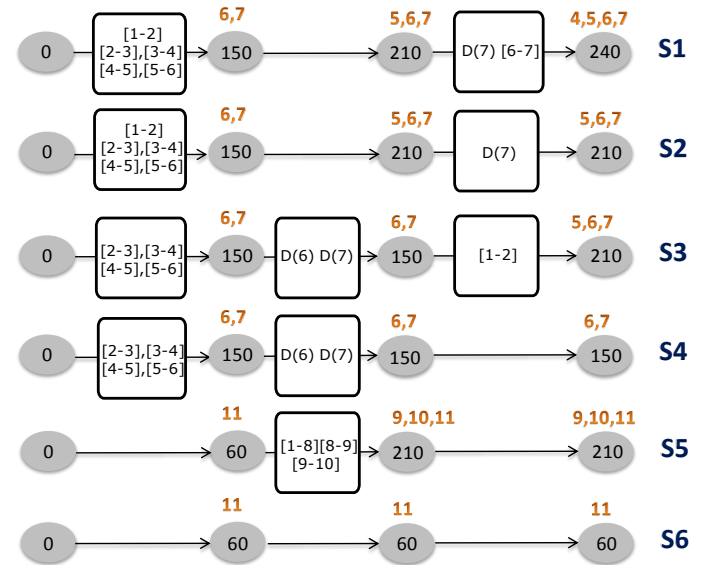 6,7 5,6,7 4,5,6,7
0 [1-2] 150 210 D(7) [6-7] 240 S1
[2-3],[3-4]
[4-5],[5-6]
6,7 5,6,7 5,6,7
0 [1-2] 150 210 D(7) 210 S2
[2-3],[3-4]
[4-5],[5-6]
6,7 6,7 5,6,7
0 [2-3],[3-4] 150 D(6) D(7) 150 [1-2] 210 S3
[4-5],[5-6]
6,7 6,7 6,7
0 [2-3],[3-4] 150 D(6) D(7) 150 150 S4
[4-5],[5-6]
11 9,10,11 9,10,11
0 60 [1-8][8-9] 210 210 S5
[9-10]
11 11 11
0 60 60 60 S6